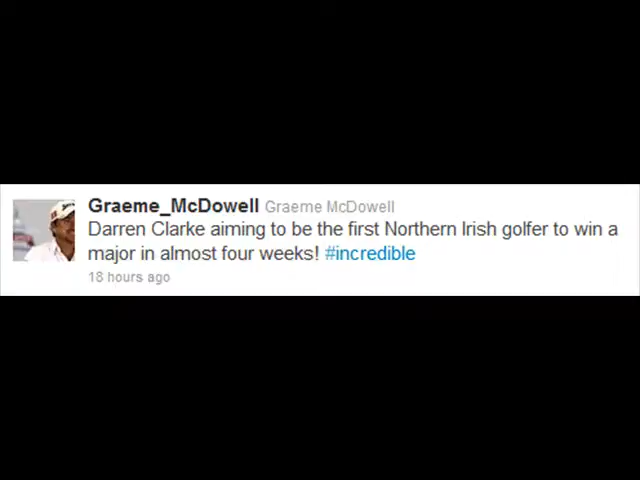 Graeme_McDowell Graeme McDowell
Darren Clarke aiming to be the first Northern Irish golfer to win a
major in almost four weeks! #incredible
18 hours ago